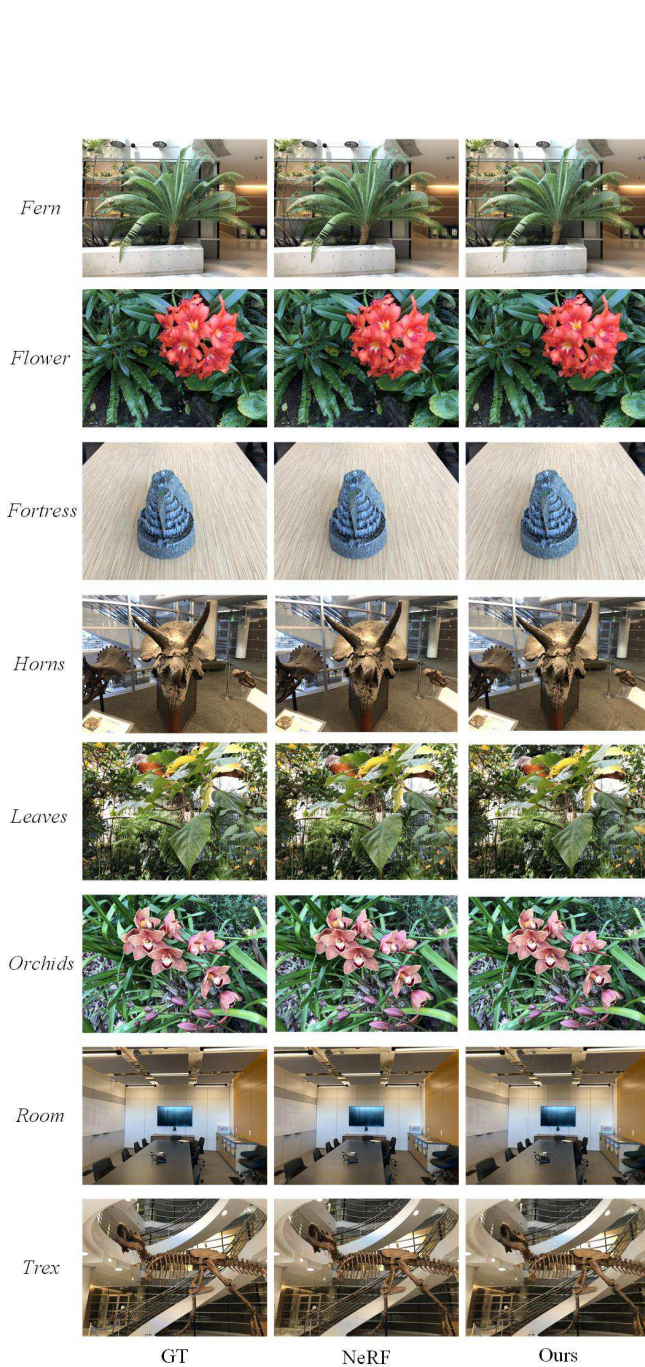 Fern
Flower
Fortress
Horns
Leaves
Orchids
Room
Trex
GT NeRF Ours